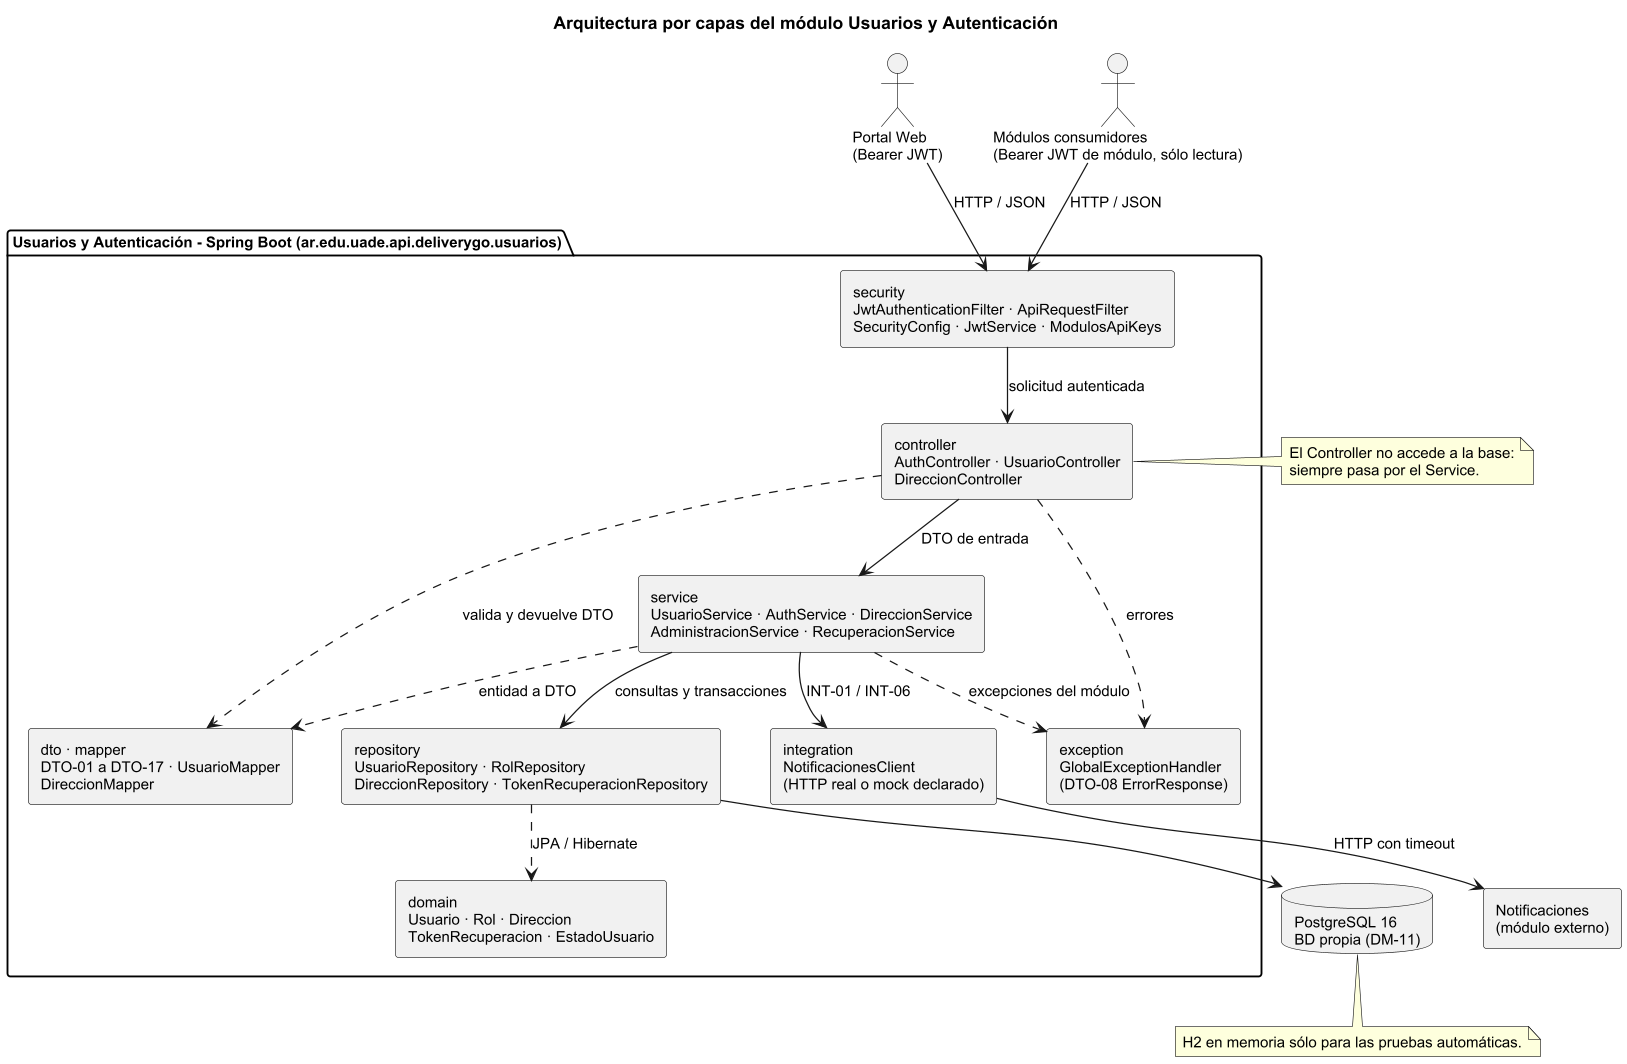 Arquitectura por capas del módulo Usuarios y Autenticación
Portal Web
(Bearer JWT)
Módulos consumidores
(Bearer JWT de módulo, sólo lectura)
HTTP / JSON
HTTP / JSON
Usuarios y Autenticación - Spring Boot (ar.edu.uade.api.deliverygo.usuarios)
security
JwtAuthenticationFilter · ApiRequestFilter
SecurityConfig · JwtService · ModulosApiKeys
solicitud autenticada
controller
AuthController · UsuarioController
DireccionController
El Controller no accede a la base:
siempre pasa por el Service.
DTO de entrada
service
UsuarioService · AuthService · DireccionService
AdministracionService · RecuperacionService
valida y devuelve DTO
errores
entidad a DTO
consultas y transacciones
INT-01 / INT-06
excepciones del módulo
dto · mapper
DTO-01 a DTO-17 · UsuarioMapper
DireccionMapper
repository
UsuarioRepository · RolRepository
DireccionRepository · TokenRecuperacionRepository
integration
NotificacionesClient
(HTTP real o mock declarado)
exception
GlobalExceptionHandler
(DTO-08 ErrorResponse)
JPA / Hibernate
HTTP con timeout
domain
Usuario · Rol · Direccion
TokenRecuperacion · EstadoUsuario
PostgreSQL 16
BD propia (DM-11)
Notificaciones
(módulo externo)
H2 en memoria sólo para las pruebas automáticas.